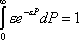 ∫₀^∞ εe^{-εP} dP = 1